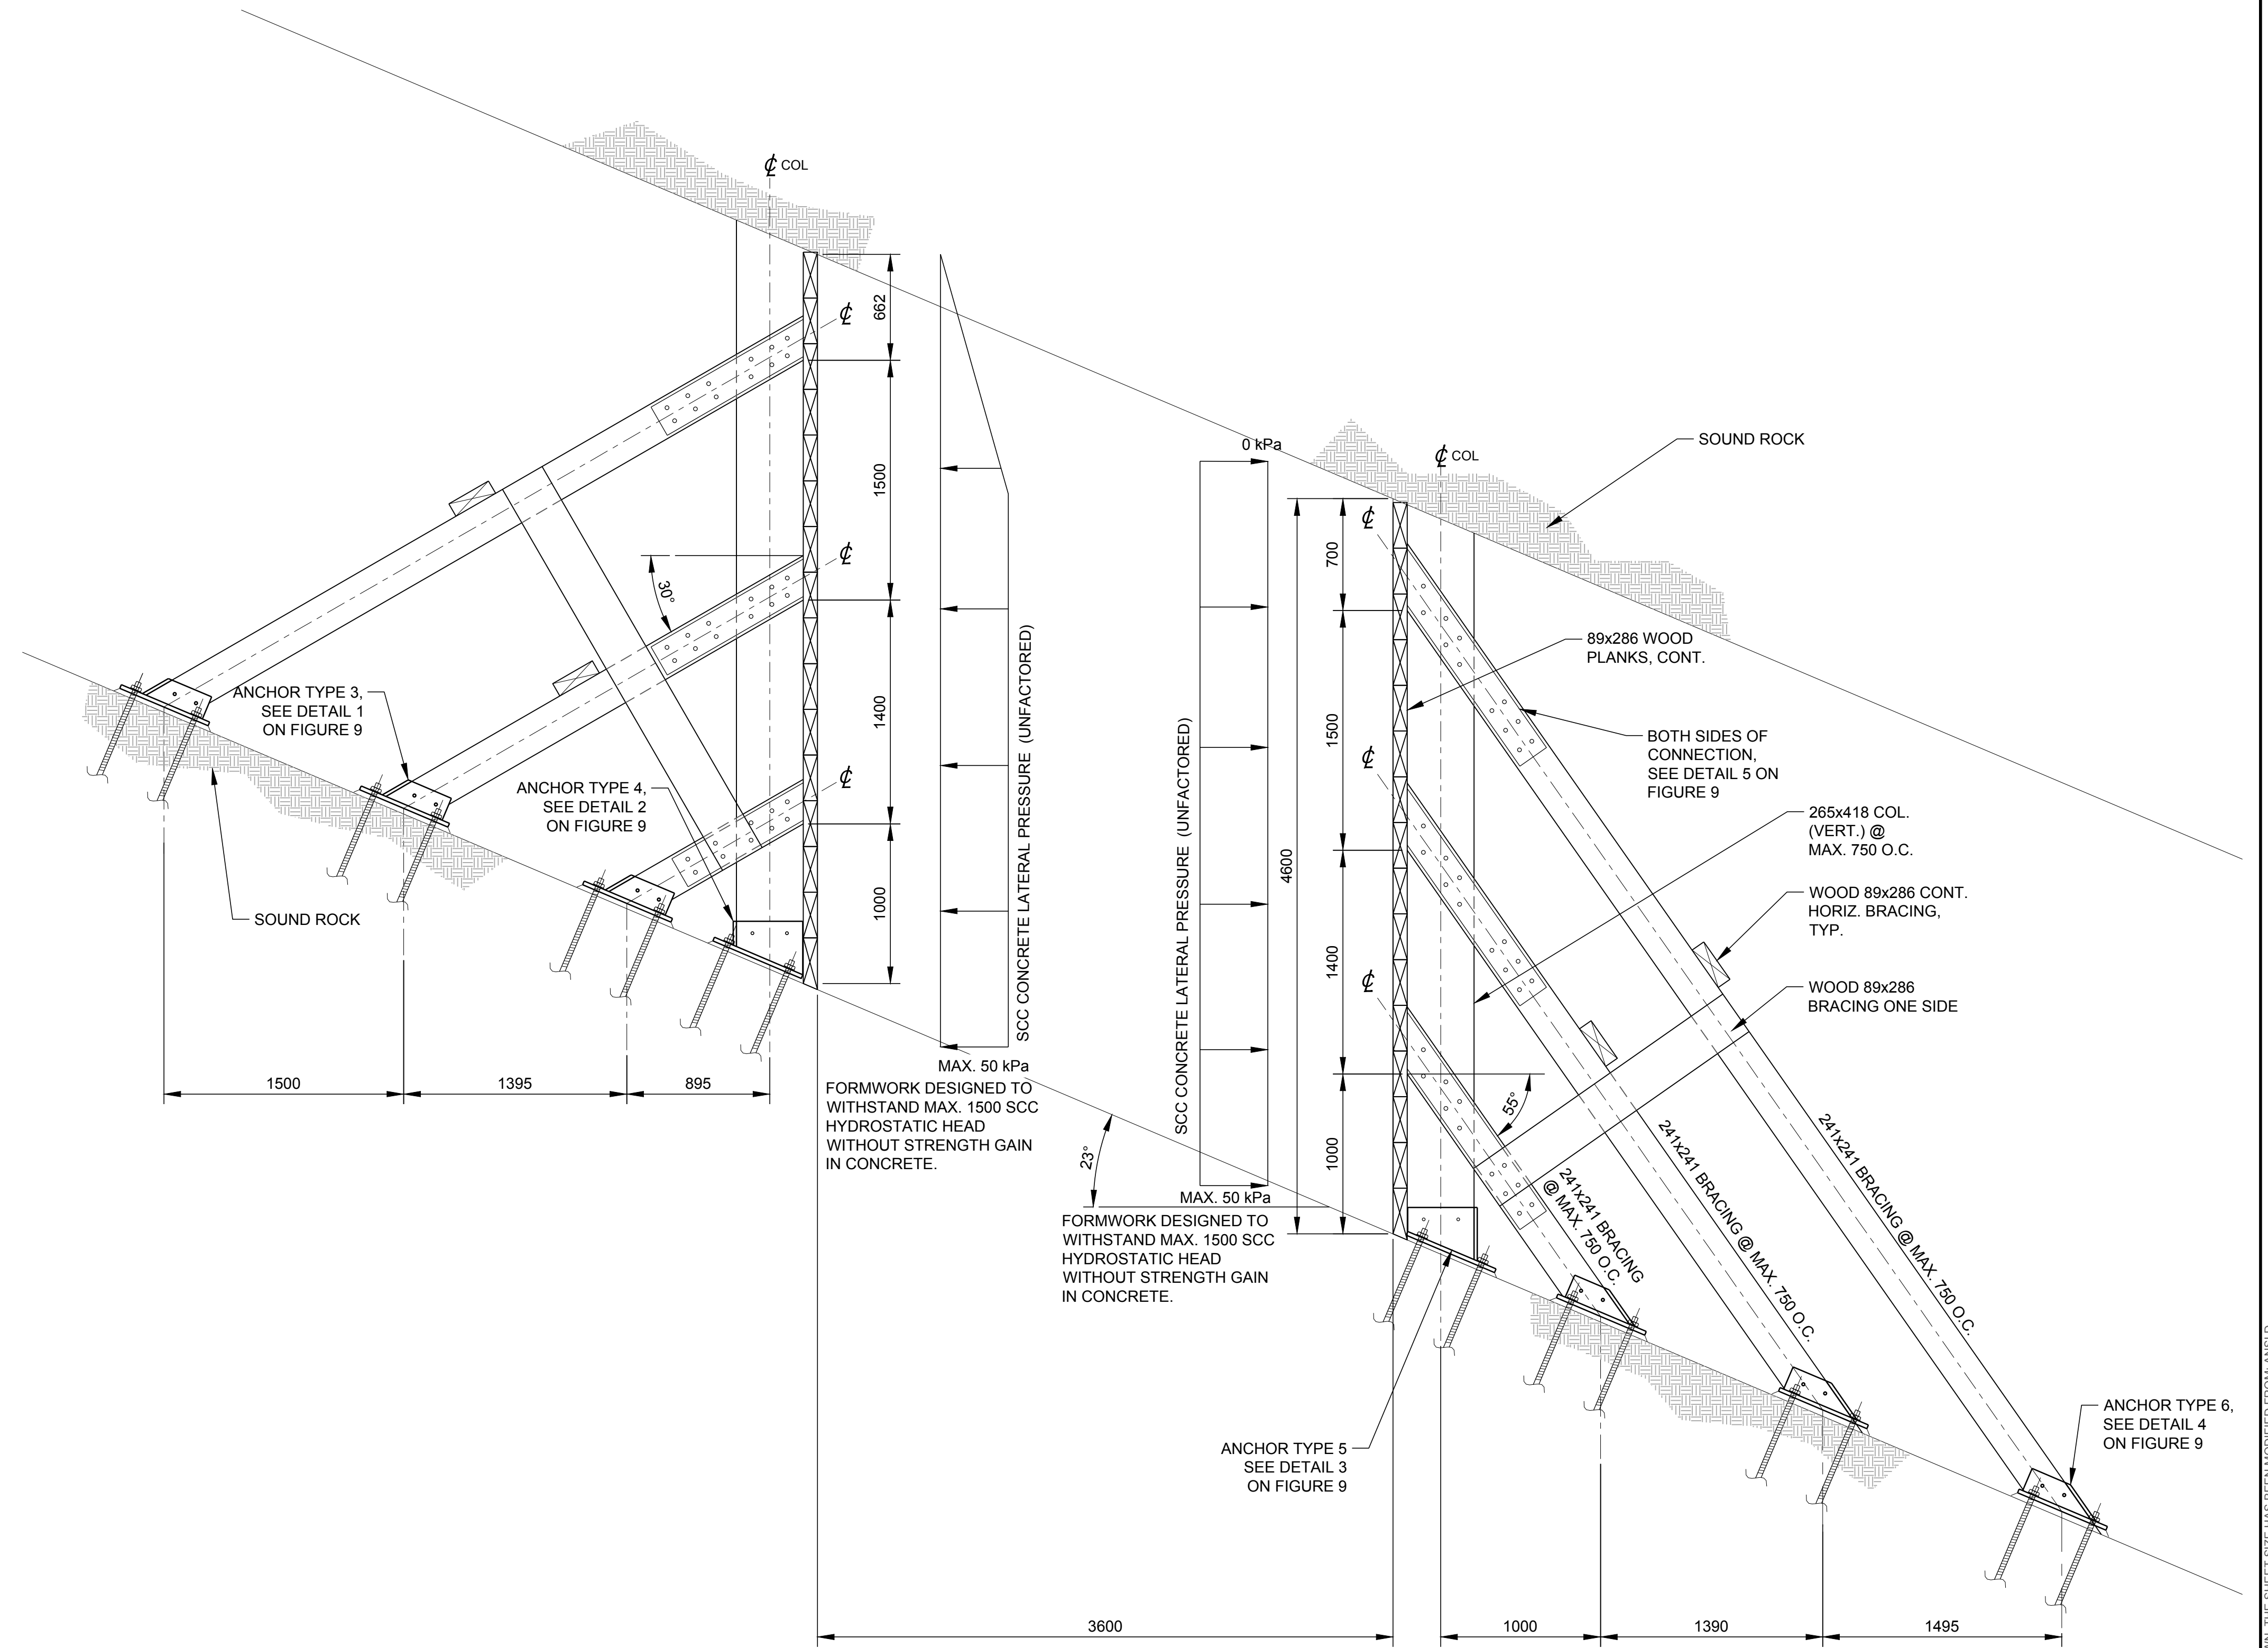 ℄ COL
662
℄
1500
℄
30°
1400
℄
1000
ANCHOR TYPE 3,
SEE DETAIL 1
ON FIGURE 9
ANCHOR TYPE 4,
SEE DETAIL 2
ON FIGURE 9
SOUND ROCK
1500
1395
895
SCC CONCRETE LATERAL PRESSURE (UNFACTORED)
MAX. 50 kPa
FORMWORK DESIGNED TO
WITHSTAND MAX. 1500 SCC
HYDROSTATIC HEAD
WITHOUT STRENGTH GAIN
IN CONCRETE.
23°
0 kPa
SCC CONCRETE LATERAL PRESSURE (UNFACTORED)
MAX. 50 kPa
FORMWORK DESIGNED TO
WITHSTAND MAX. 1500 SCC
HYDROSTATIC HEAD
WITHOUT STRENGTH GAIN
IN CONCRETE.
4600
700
1500
1400
1000
℄
℄
℄
℄ COL
SOUND ROCK
89x286 WOOD
PLANKS, CONT.
BOTH SIDES OF
CONNECTION,
SEE DETAIL 5 ON
FIGURE 9
265x418 COL.
(VERT.) @
MAX. 750 O.C.
WOOD 89x286 CONT.
HORIZ. BRACING,
TYP.
WOOD 89x286
BRACING ONE SIDE
55°
241x241 BRACING
@ MAX. 750 O.C.
241x241 BRACING @ MAX. 750 O.C.
241x241 BRACING @ MAX. 750 O.C.
ANCHOR TYPE 5
SEE DETAIL 3
ON FIGURE 9
ANCHOR TYPE 6,
SEE DETAIL 4
ON FIGURE 9
3600
1000
1390
1495